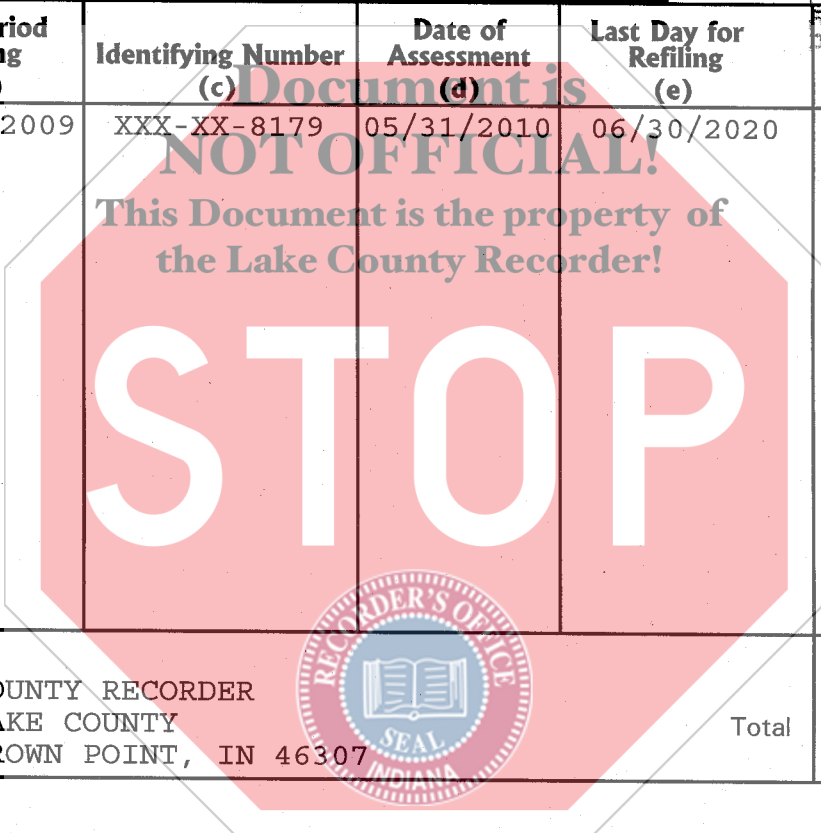 riod
ng
Identifying Number
(c)
Date of
Assessment
(d)
Last Day for
Refiling
(e)
2009 XXX-XX-8179 05/31/2010 06/30/2020
Document is
NOT OFFICIAL!
This Document is the property of
the Lake County Recorder!
STOP
RECORDER'S OFFICE
SEAL
INDIANA
OUNTY RECORDER
AKE COUNTY
ROWN POINT, IN 46307
Total